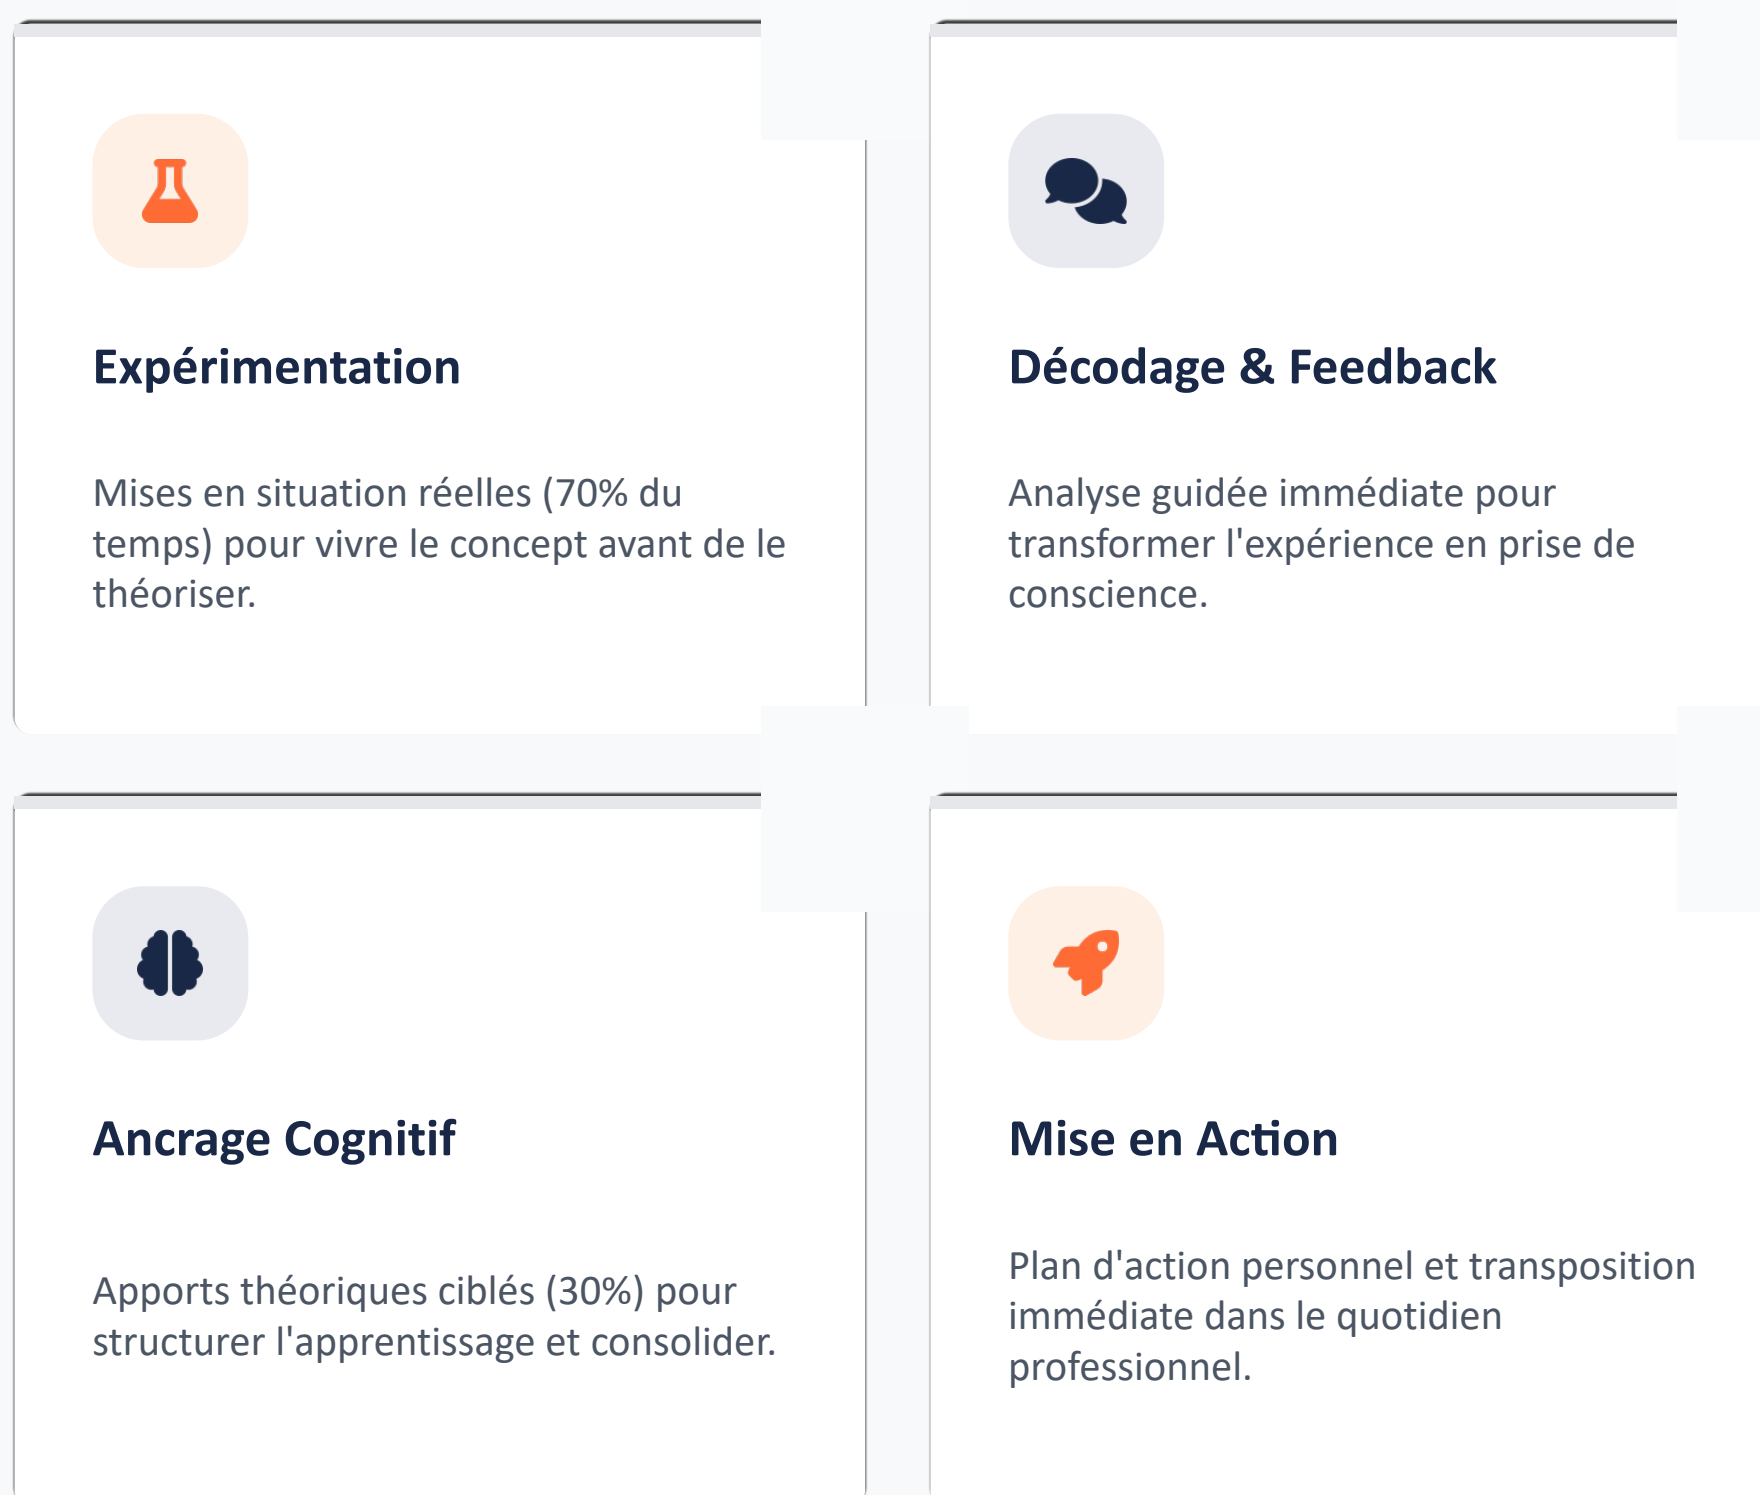 Expérimentation
Mises en situation réelles (70% du
temps) pour vivre le concept avant de le
théoriser.
Décodage & Feedback
Analyse guidée immédiate pour
transformer l'expérience en prise de
conscience.
Ancrage Cognitif
Apports théoriques ciblés (30%) pour
structurer l'apprentissage et consolider.
Mise en Action
Plan d'action personnel et transposition
immédiate dans le quotidien
professionnel.